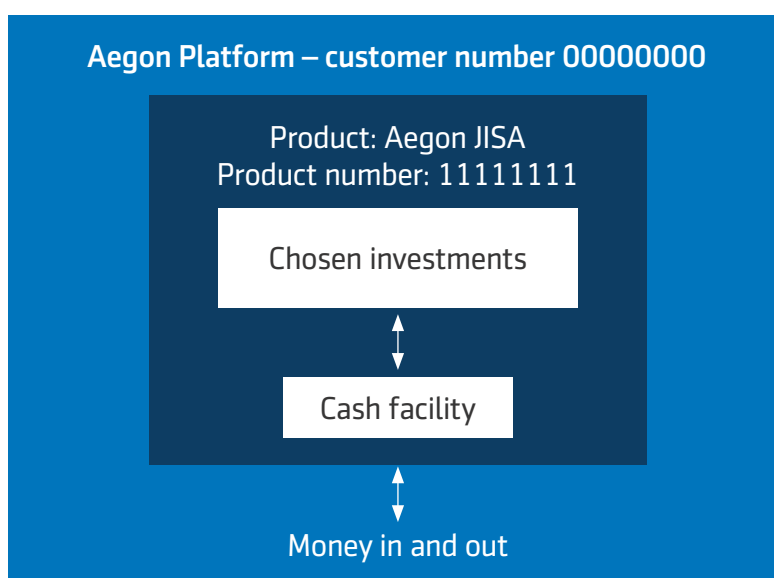 Aegon Platform – customer number 00000000
Product: Aegon JISA
Product number: 11111111
Chosen investments
Cash facility
Money in and out